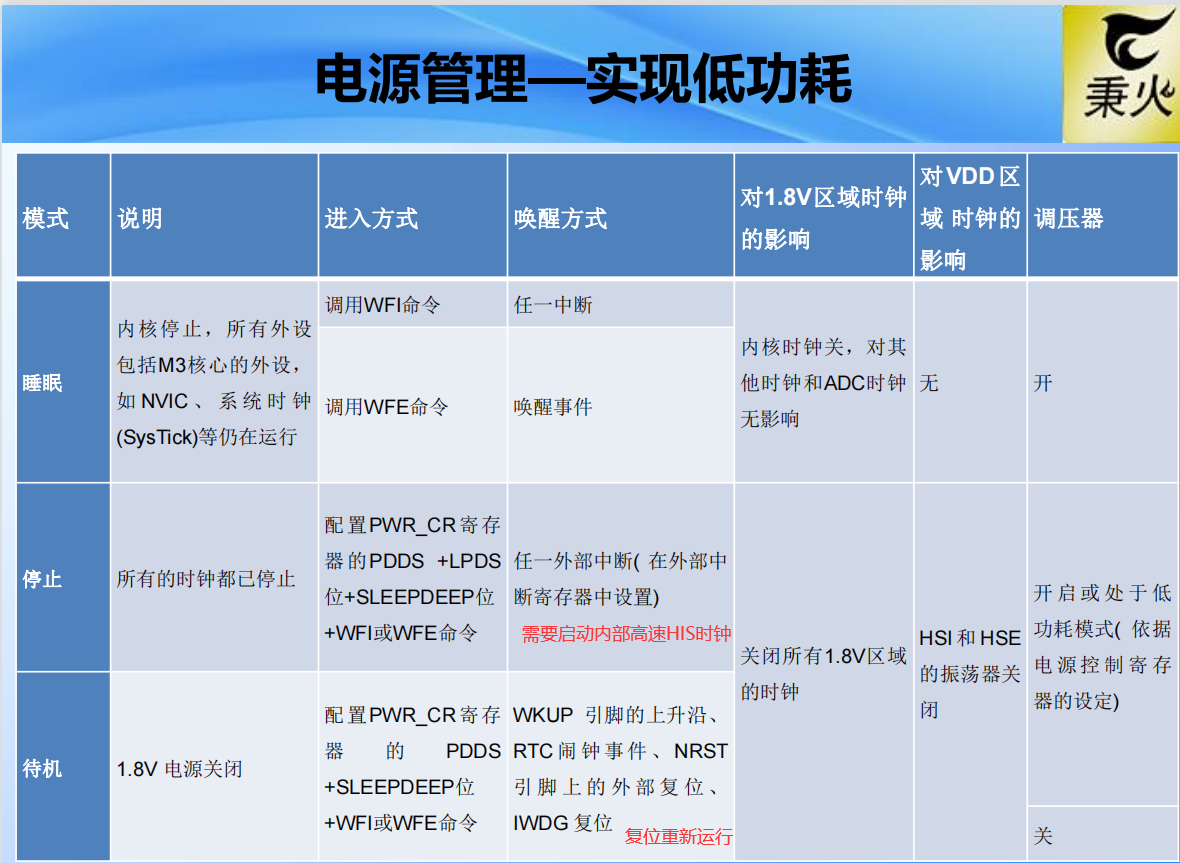 电源管理—实现低功耗
秉火
模式
说明
进入方式
唤醒方式
对1.8V区域时钟
的影响
对VDD区
域 时钟的
影响
调压器
睡眠
内核停止，所有外设
包括M3核心的外设，
如NVIC、系统时钟
(SysTick)等仍在运行
调用WFI命令
任一中断
调用WFE命令
唤醒事件
内核时钟关，对其
他时钟和ADC时钟
无影响
无
开
停止
所有的时钟都已停止
配置PWR_CR寄存
器的PDDS +LPDS
位+SLEEPDEEP位
+WFI或WFE命令
任一外部中断( 在外部中
断寄存器中设置)
需要启动内部高速HIS时钟
关闭所有1.8V区域
的时钟
HSI和HSE
的振荡器关
闭
开启或处于低
功耗模式( 依据
电源控制寄存
器的设定)
待机
1.8V 电源关闭
配置PWR_CR寄存
器的PDDS
+SLEEPDEEP位
+WFI或WFE命令
WKUP 引脚的上升沿、
RTC闹钟事件、NRST
引脚上的外部复位、
IWDG 复位
复位重新运行
关